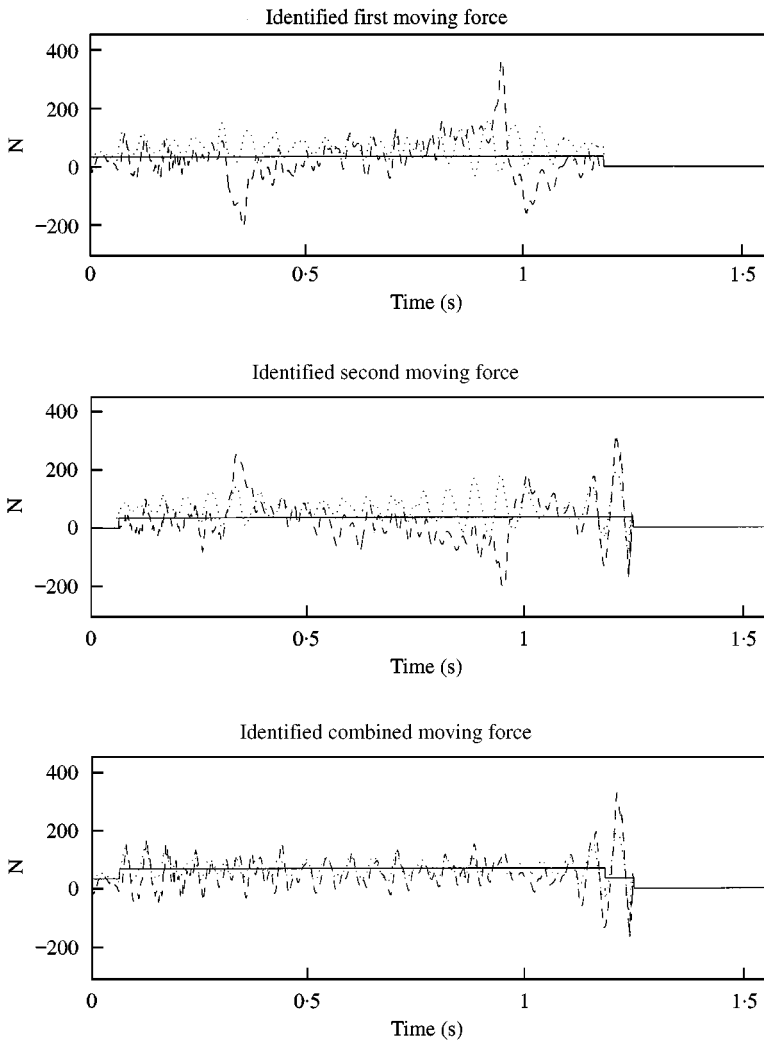 Identified first moving force
400
200
0
−200
N
0
0·5
1
1·5
Time (s)
Identified second moving force
400
200
0
−200
N
0
0·5
1
1·5
Time (s)
Identified combined moving force
400
200
0
−200
N
0
0·5
1
1·5
Time (s)